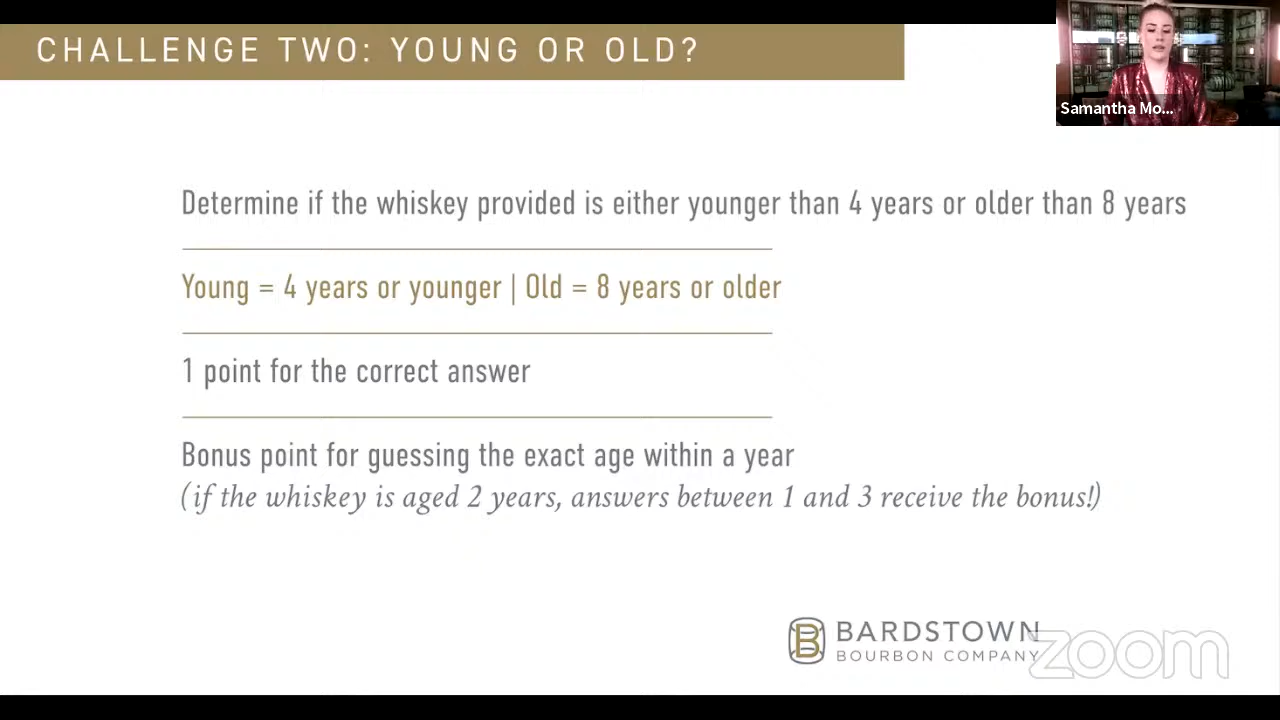 CHALLENGE TWO: YOUNG OR OLD?
Samantha Mo...
Determine if the whiskey provided is either younger than 4 years or older than 8 years
Young = 4 years or younger | Old = 8 years or older
1 point for the correct answer
Bonus point for guessing the exact age within a year
(if the whiskey is aged 2 years, answers between 1 and 3 receive the bonus!)
B BARDSTOWN
BOURBON COMPANY
zoom